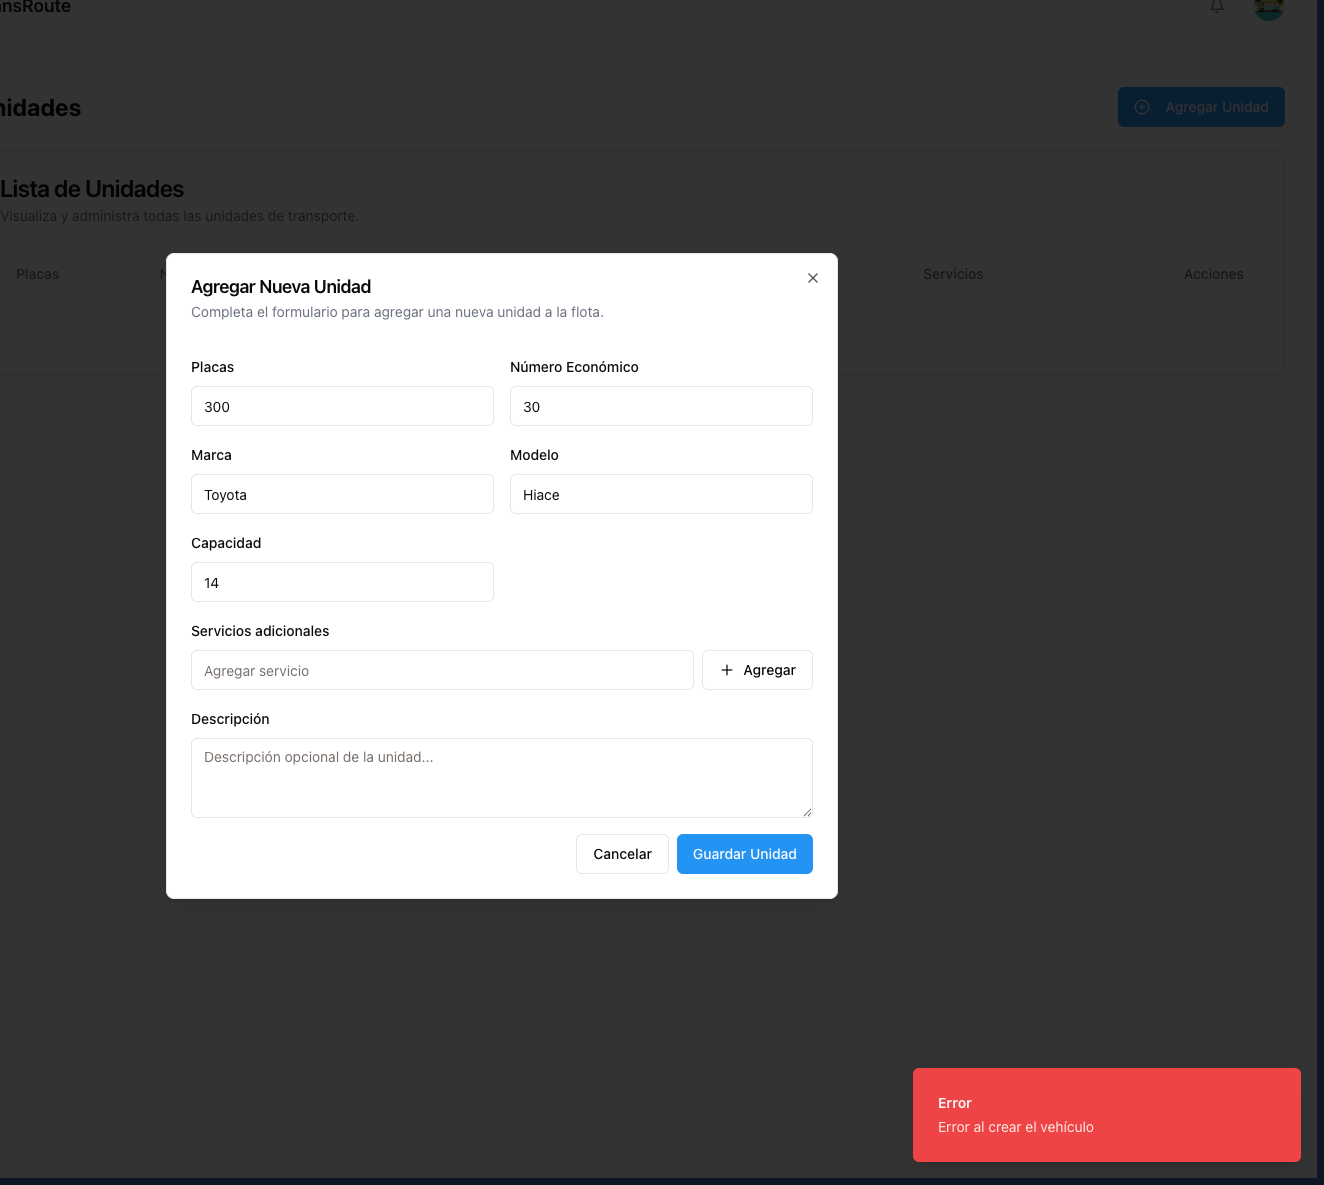 nsRoute
nidades
Agregar Unidad
Lista de Unidades
Visualiza y administra todas las unidades de transporte.
Placas
N
Servicios
Acciones
Agregar Nueva Unidad
Completa el formulario para agregar una nueva unidad a la flota.
Placas
Número Económico
300
30
Marca
Modelo
Toyota
Hiace
Capacidad
14
Servicios adicionales
Agregar servicio
Agregar
Descripción
Descripción opcional de la unidad...
Cancelar
Guardar Unidad
Error
Error al crear el vehículo